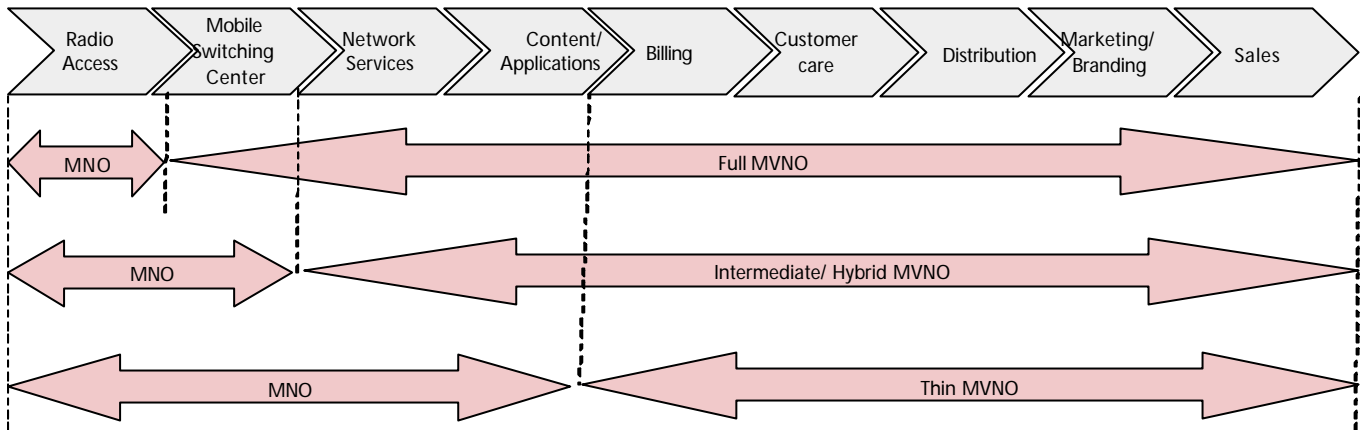 Radio
Access
Mobile
Switching
Center
Network
Services
Content/
Applications
Billing
Customer
care
Distribution
Marketing/
Branding
Sales
MNO
Full MVNO
MNO
Intermediate/ Hybrid MVNO
MNO
Thin MVNO